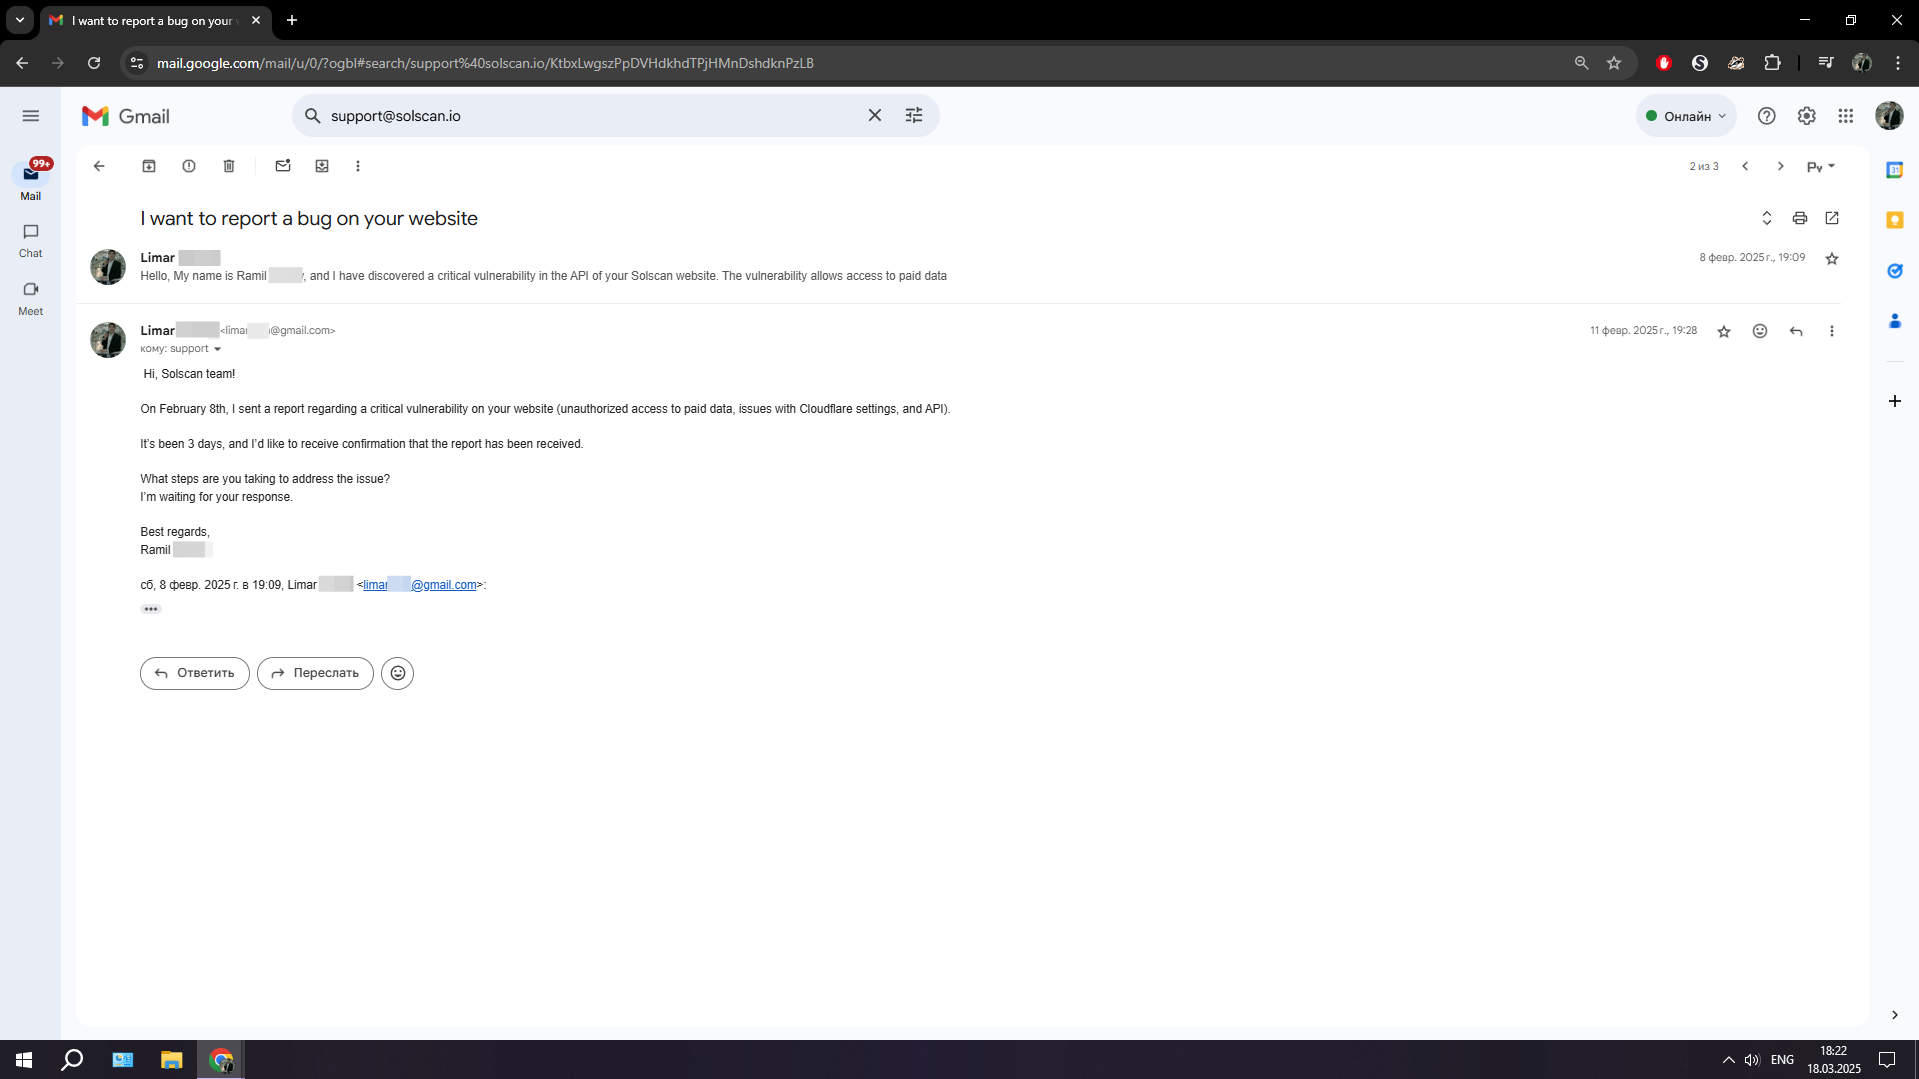 I want to report a bug on your
mail.google.com/mail/u/0/?ogbl#search/support%40solscan.io/KtbxLwgszPpDVHdkhdTPjHMnDshdknPzLB
Gmail
support@solscan.io
Онлайн
99+
Mail
Chat
Meet
2 из 3
Ру
I want to report a bug on your website
Limar
8 февр. 2025 г., 19:09
Hello, My name is Ramil , and I have discovered a critical vulnerability in the API of your Solscan website. The vulnerability allows access to paid data
Limar <limar @gmail.com>
11 февр. 2025 г., 19:28
кому: support
Hi, Solscan team!
On February 8th, I sent a report regarding a critical vulnerability on your website (unauthorized access to paid data, issues with Cloudflare settings, and API).
It's been 3 days, and I'd like to receive confirmation that the report has been received.
What steps are you taking to address the issue?
I'm waiting for your response.
Best regards,
Ramil
сб, 8 февр. 2025 г. в 19:09, Limar <limar @gmail.com>:
Ответить
Переслать
31
ENG
18:22
18.03.2025